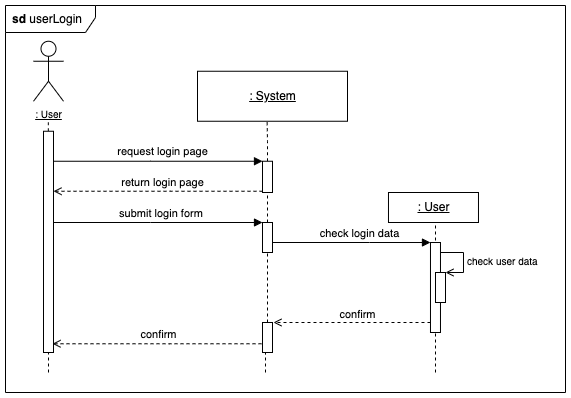 sd userLogin
: User
: System
request login page
return login page
submit login form
: User
check login data
check user data
confirm
confirm